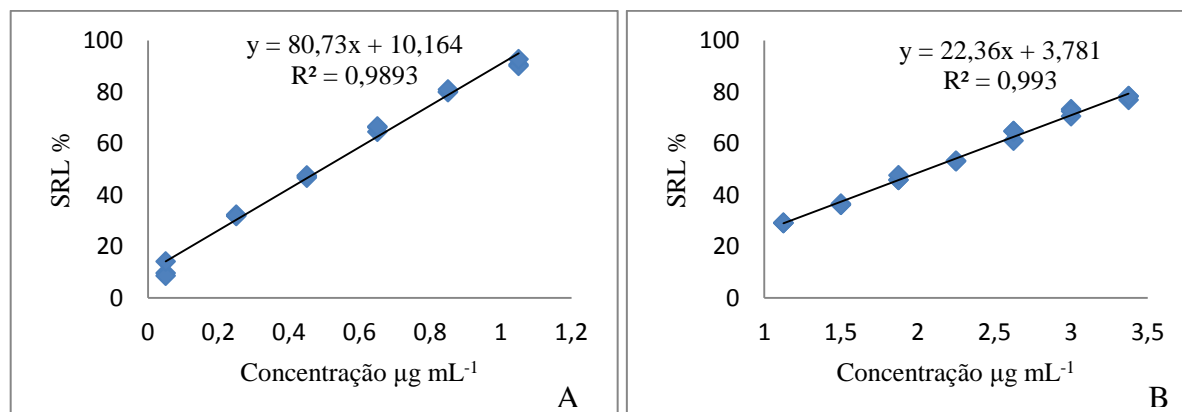 y = 80,73x + 10,164
R² = 0,9893
SRL %
100
80
60
40
20
0
0 0,2 0,4 0,6 0,8 1 1,2
Concentração µg mL⁻¹
A
y = 22,36x + 3,781
R² = 0,993
SRL %
100
80
60
40
20
0
1 1,5 2 2,5 3 3,5
Concentração µg mL⁻¹
B